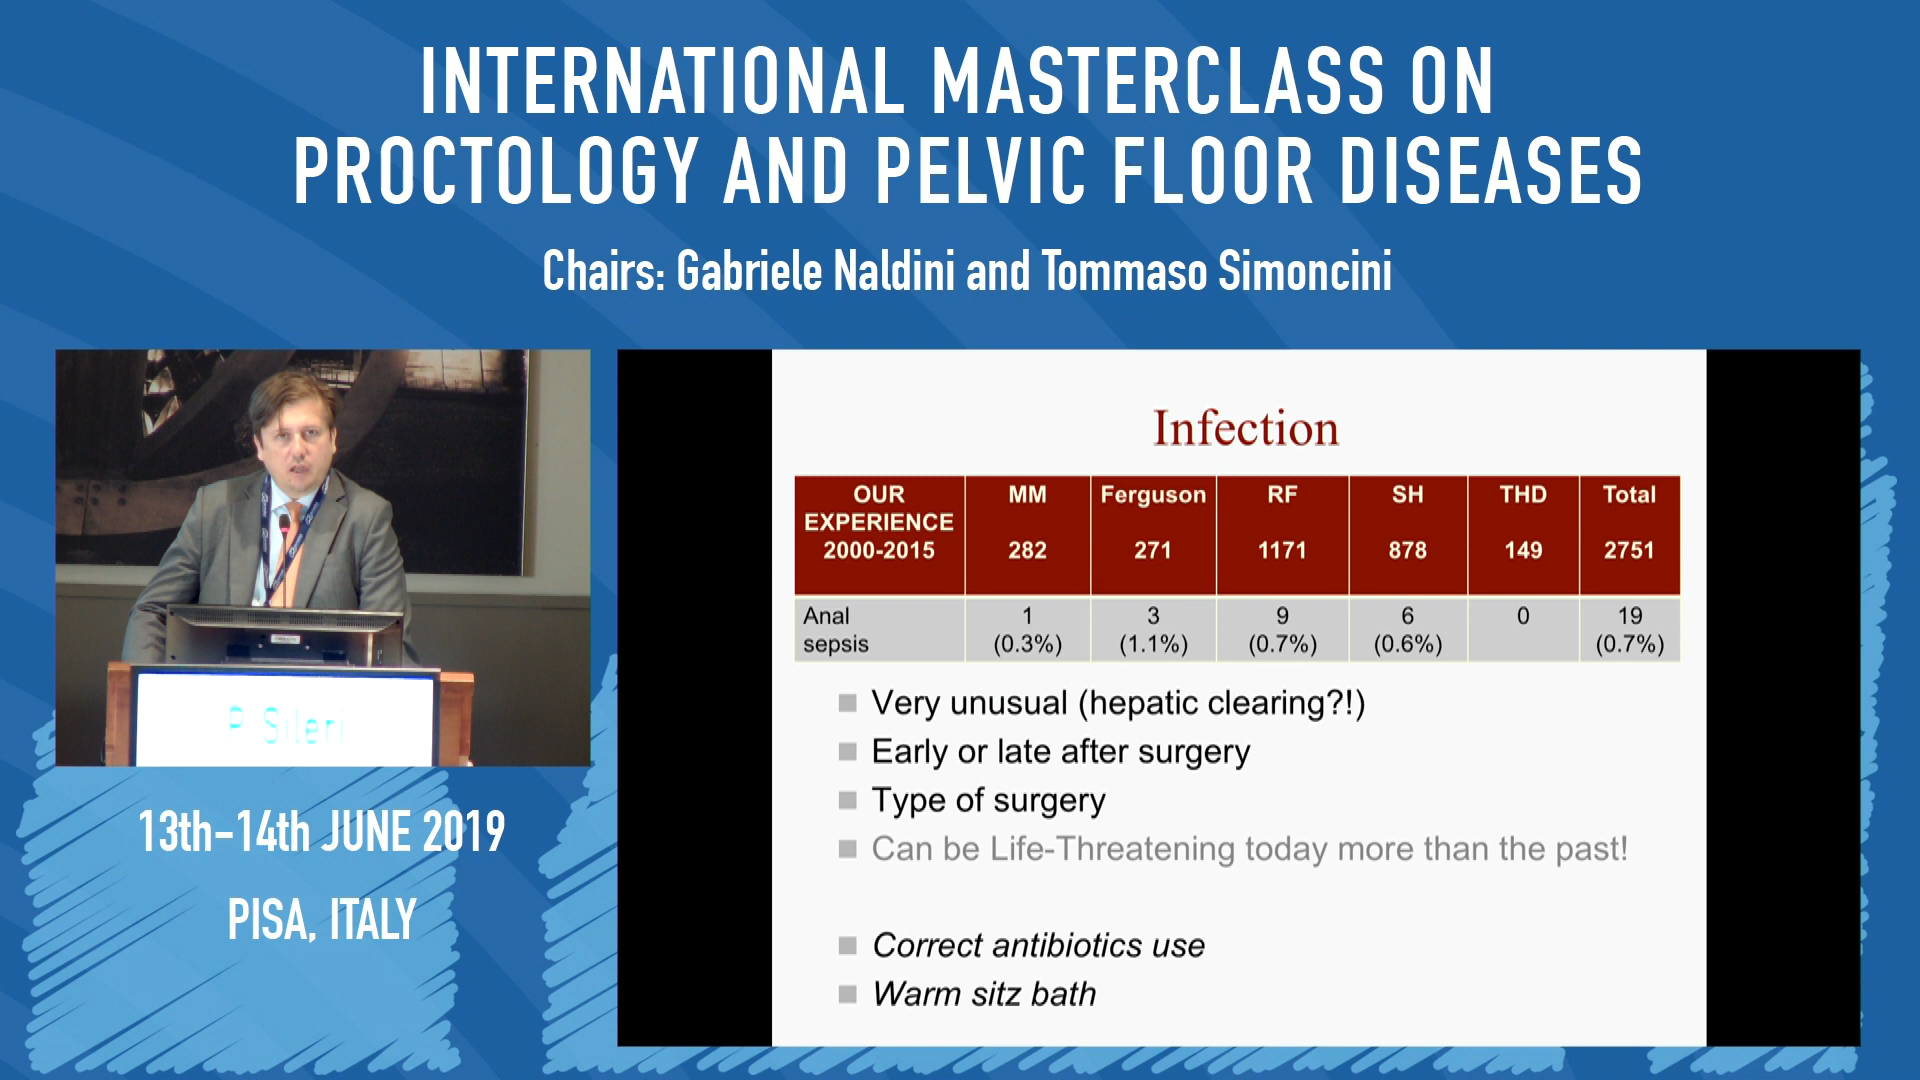 INTERNATIONAL MASTERCLASS ON
PROCTOLOGY AND PELVIC FLOOR DISEASES
Chairs: Gabriele Naldini and Tommaso Simoncini
P Sileri
13th-14th JUNE 2019
PISA, ITALY
Infection
OUR EXPERIENCE 2000-2015 MM 282 Ferguson 271 RF 1171 SH 878 THD 149 Total 2751
Anal sepsis 1 (0.3%) 3 (1.1%) 9 (0.7%) 6 (0.6%) 0 19 (0.7%)
Very unusual (hepatic clearing?!)
Early or late after surgery
Type of surgery
Can be Life-Threatening today more than the past!
Correct antibiotics use
Warm sitz bath